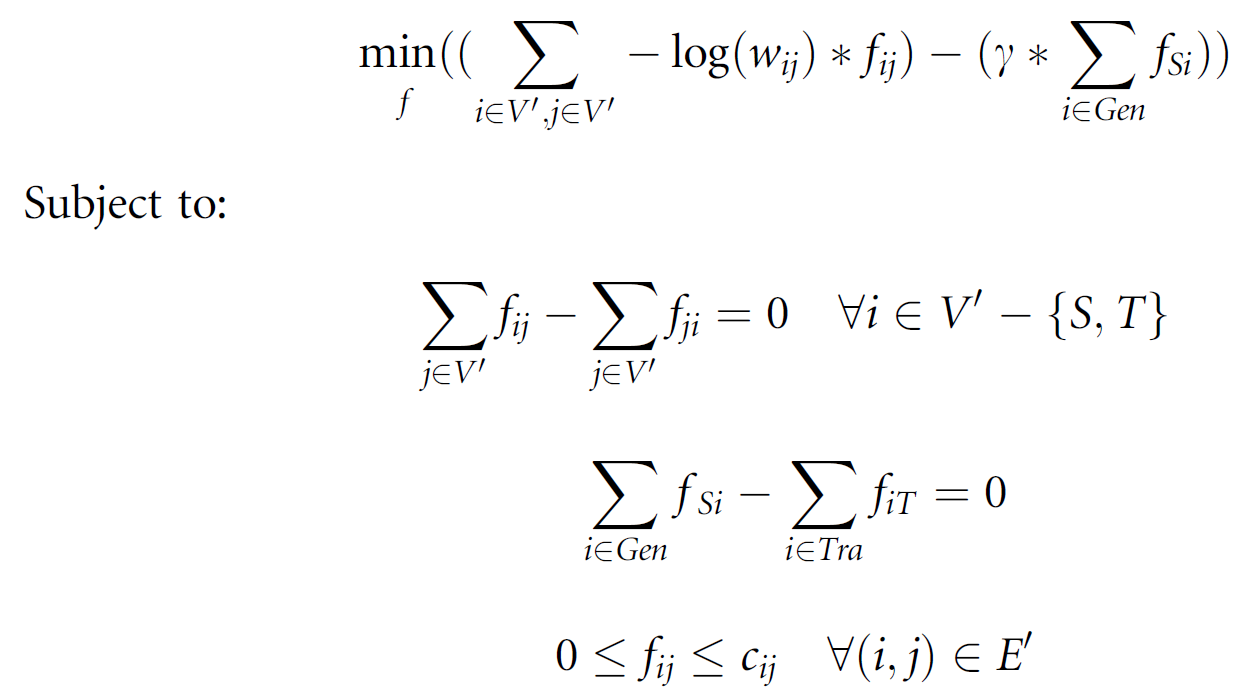 min_f((∑_{i∈V′,j∈V′} − log(w_{ij}) ∗ f_{ij}) − (γ ∗ ∑_{i∈Gen} f_{Si}))
Subject to:
∑_{j∈V′} f_{ij} − ∑_{j∈V′} f_{ji} = 0 ∀i ∈ V′ − {S, T}
∑_{i∈Gen} f_{Si} − ∑_{i∈Tra} f_{iT} = 0
0 ≤ f_{ij} ≤ c_{ij} ∀(i, j) ∈ E′